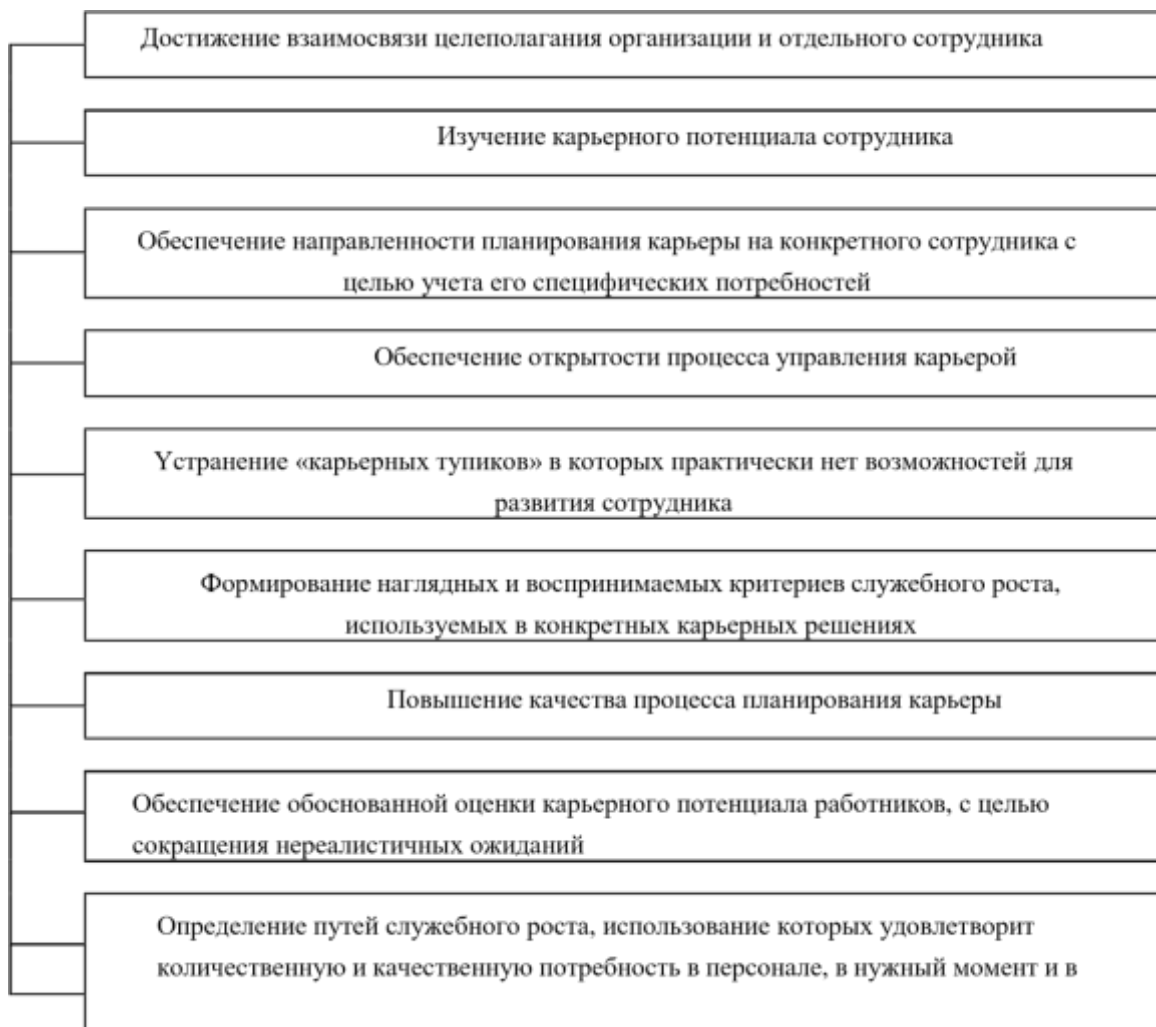 Достижение взаимосвязи целеполагания организации и отдельного сотрудника
Изучение карьерного потенциала сотрудника
Обеспечение направленности планирования карьеры на конкретного сотрудника с
целью учета его специфических потребностей
Обеспечение открытости процесса управления карьерой
Устранение «карьерных тупиков» в которых практически нет возможностей для
развития сотрудника
Формирование наглядных и воспринимаемых критериев служебного роста,
используемых в конкретных карьерных решениях
Повышение качества процесса планирования карьеры
Обеспечение обоснованной оценки карьерного потенциала работников, с целью
сокращения нереалистичных ожиданий
Определение путей служебного роста, использование которых удовлетворит
количественную и качественную потребность в персонале, в нужный момент и в